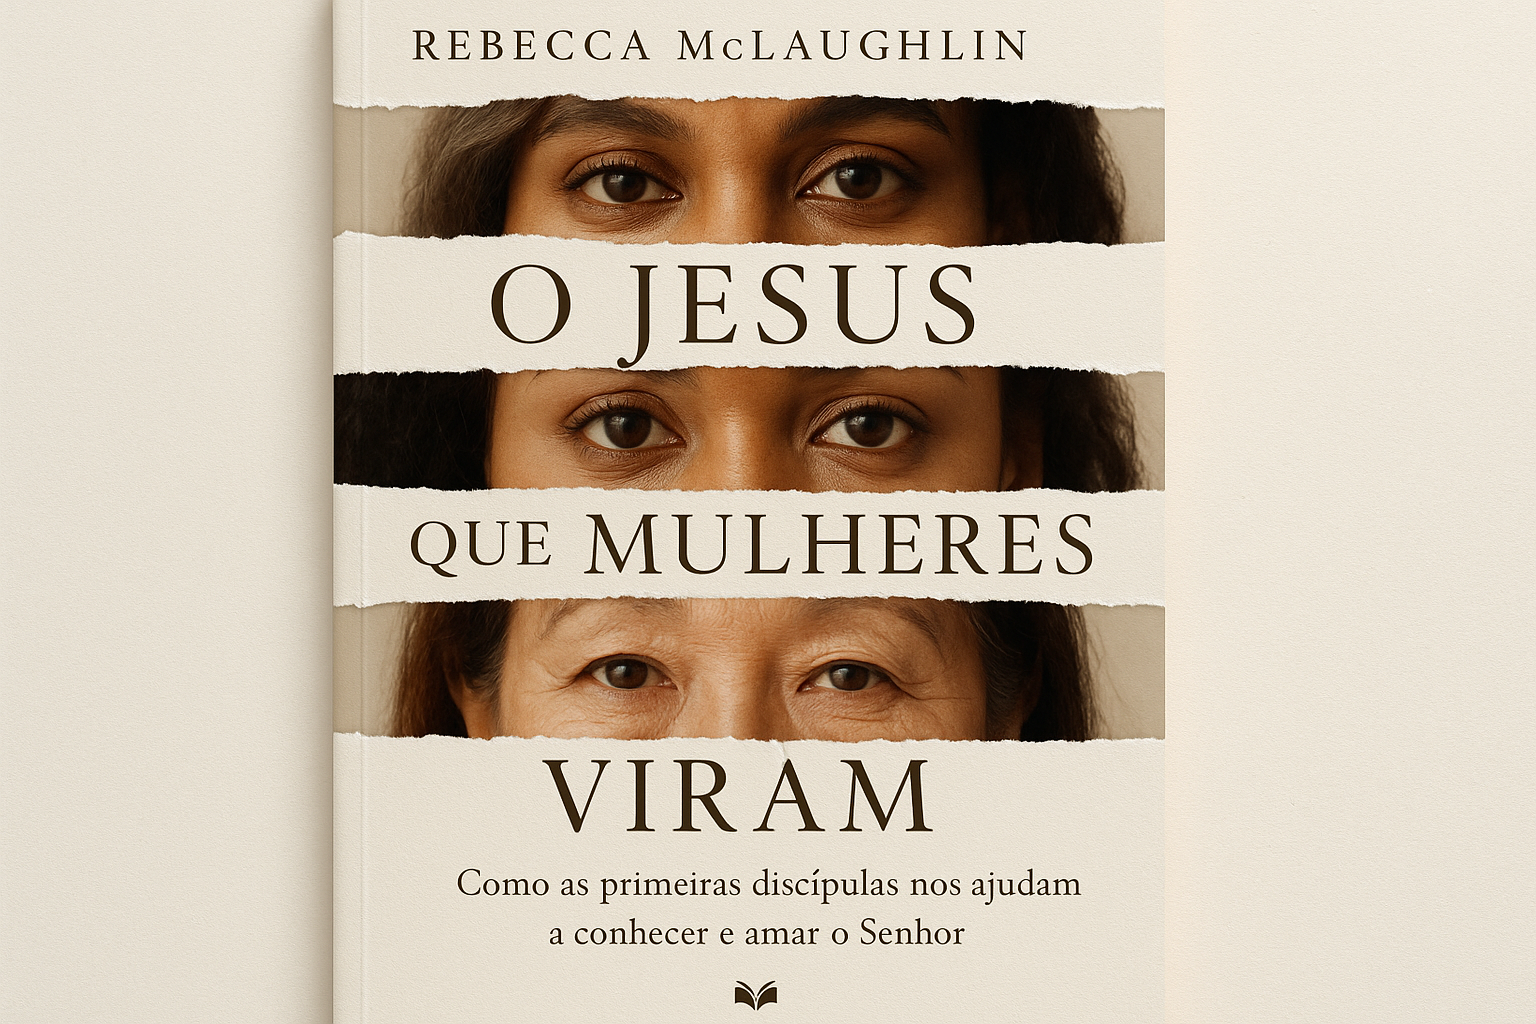 REBECCA McLAUGHLIN
O JESUS
QUE MULHERES
VIRAM
Como as primeiras discípulas nos ajudam
a conhecer e amar o Senhor